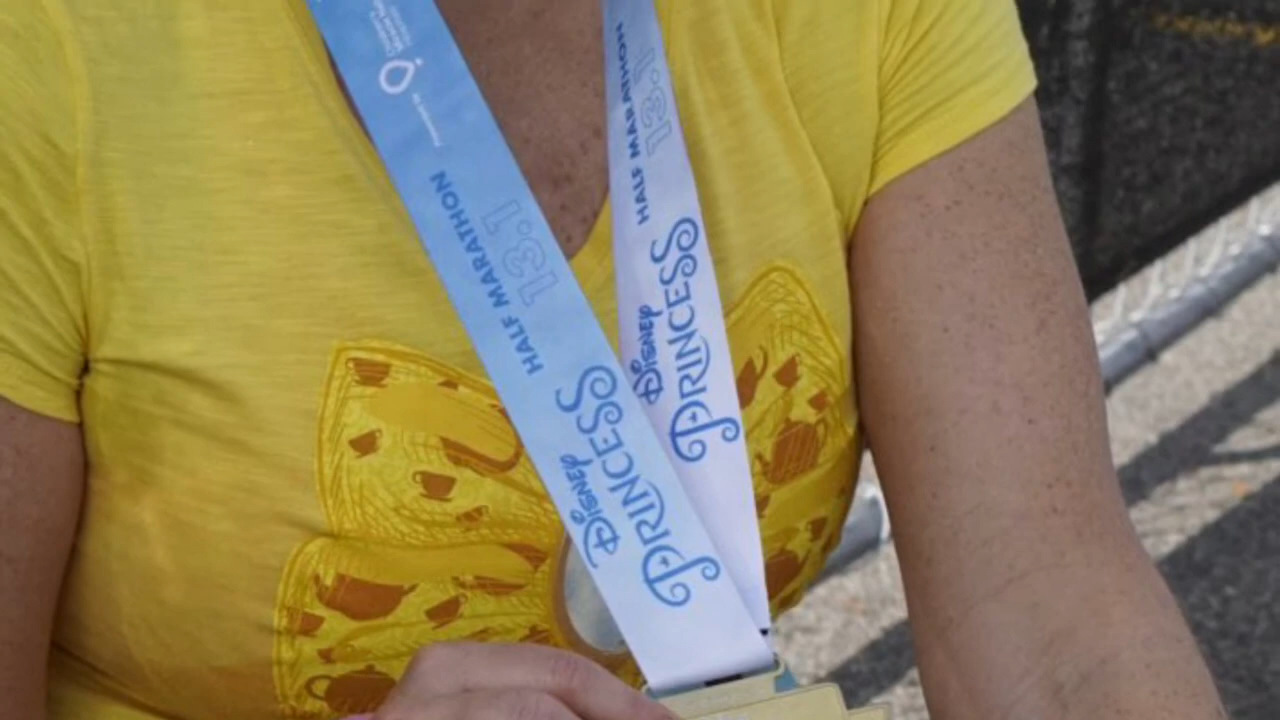 Disney
PRINCESS
HALF MARATHON
13.1
Disney
PRINCESS
HALF MARATHON
13.1